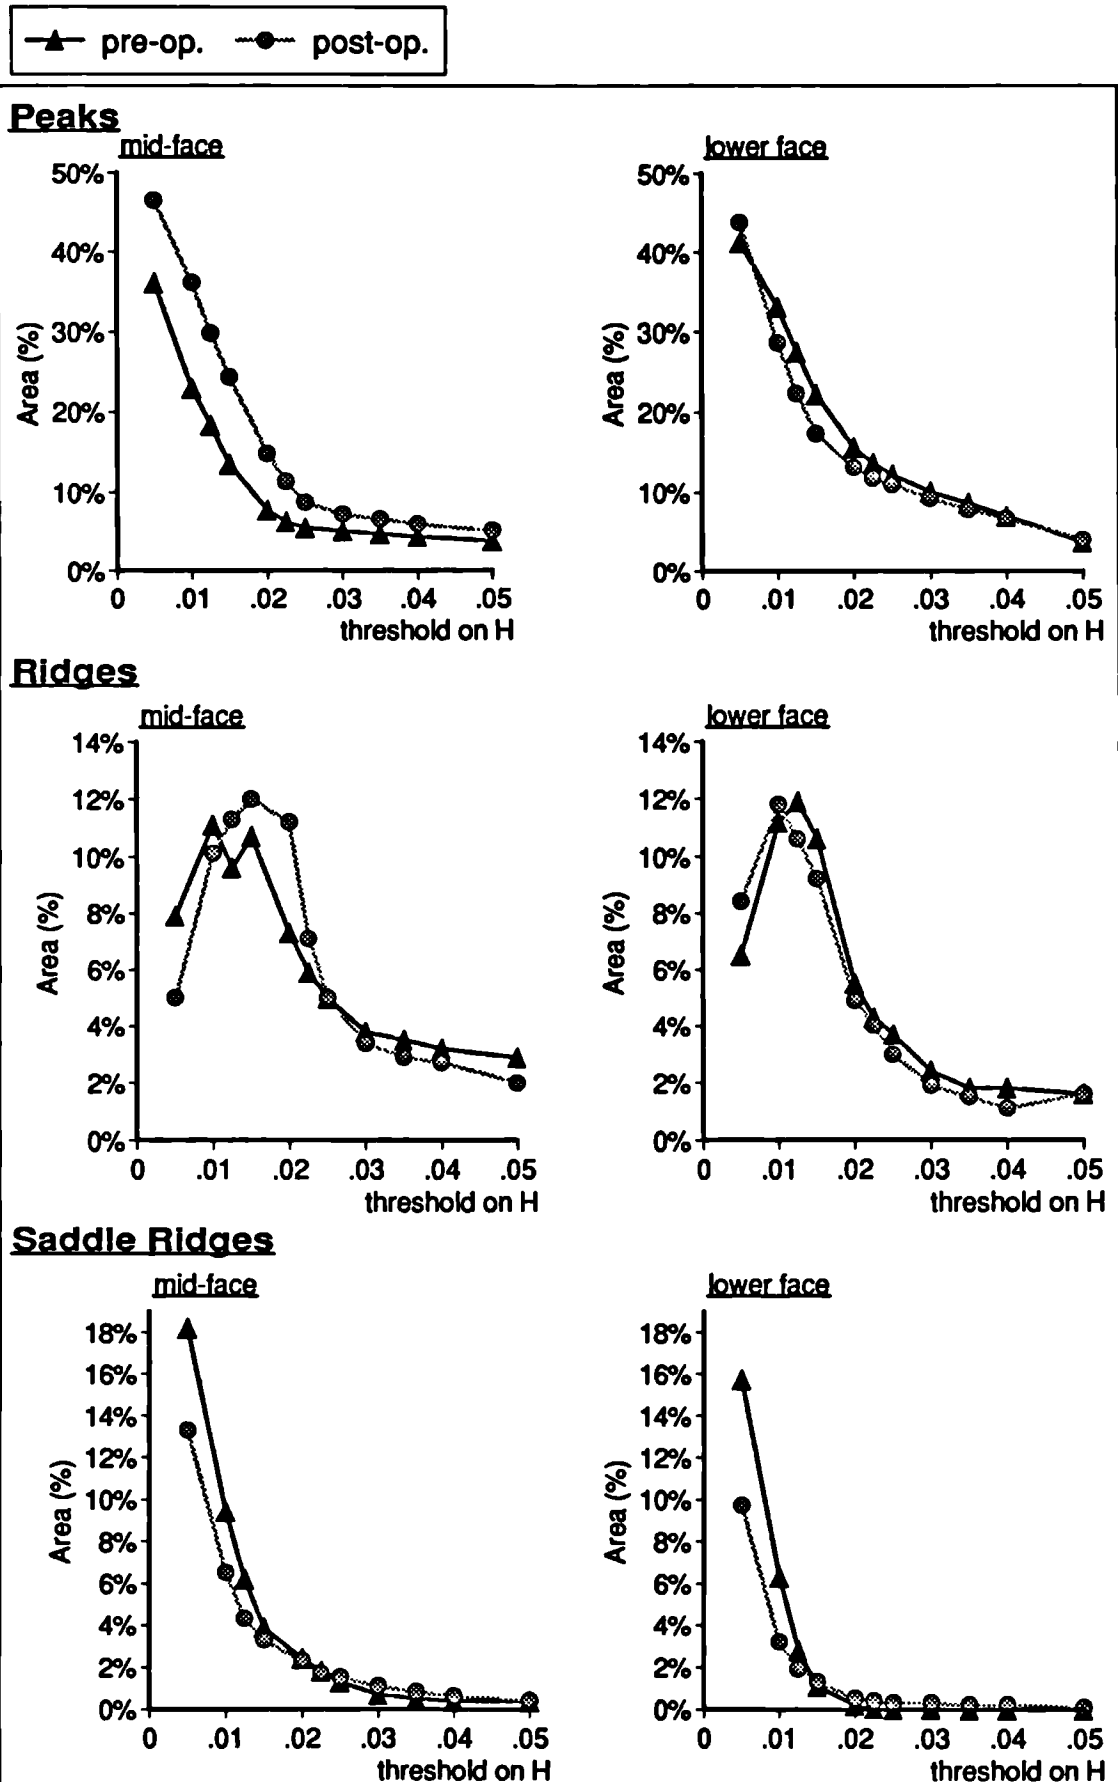 pre-op. post-op.
Peaks
mid-face
50%
40%
30%
20%
10%
0%
Area (%)
0 .01 .02 .03 .04 .05
threshold on H
lower face
50%
40%
30%
20%
10%
0%
Area (%)
0 .01 .02 .03 .04 .05
threshold on H
Ridges
mid-face
14%
12%
10%
8%
6%
4%
2%
0%
Area (%)
0 .01 .02 .03 .04 .05
threshold on H
lower face
14%
12%
10%
8%
6%
4%
2%
0%
Area (%)
0 .01 .02 .03 .04 .05
threshold on H
Saddle Ridges
mid-face
18%
16%
14%
12%
10%
8%
6%
4%
2%
0%
Area (%)
0 .01 .02 .03 .04 .05
threshold on H
lower face
18%
16%
14%
12%
10%
8%
6%
4%
2%
0%
Area (%)
0 .01 .02 .03 .04 .05
threshold on H